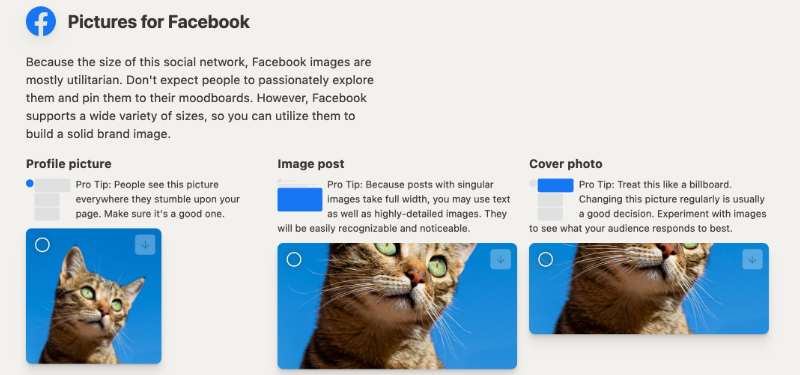 Pictures for Facebook
Because the size of this social network, Facebook images are
mostly utilitarian. Don't expect people to passionately explore
them and pin them to their moodboards. However, Facebook
supports a wide variety of sizes, so you can utilize them to
build a solid brand image.
Profile picture
Pro Tip: People see this picture
everywhere they stumble upon your
page. Make sure it's a good one.
Image post
Pro Tip: Because posts with singular
images take full width, you may use text
as well as highly-detailed images. They
will be easily recognizable and noticeable.
Cover photo
Pro Tip: Treat this like a billboard.
Changing this picture regularly is usually
a good decision. Experiment with images
to see what your audience responds to best.